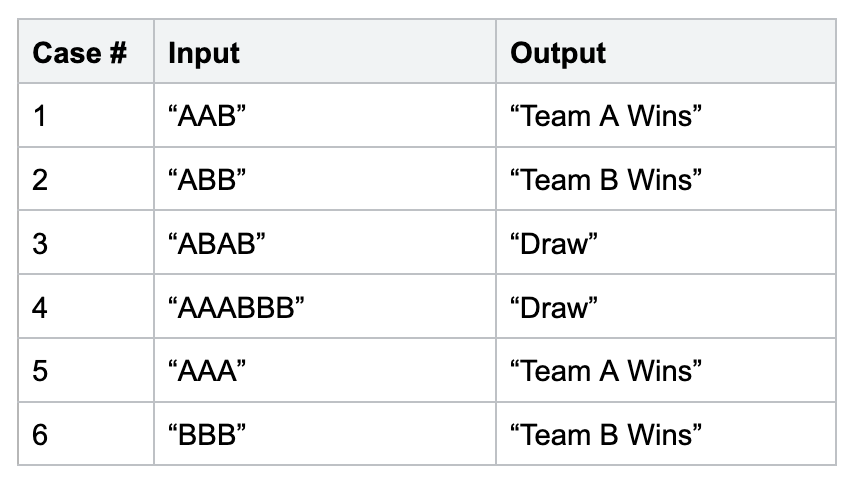 Case # Input Output
1 “AAB” “Team A Wins”
2 “ABB” “Team B Wins”
3 “ABAB” “Draw”
4 “AAABBB” “Draw”
5 “AAA” “Team A Wins”
6 “BBB” “Team B Wins”